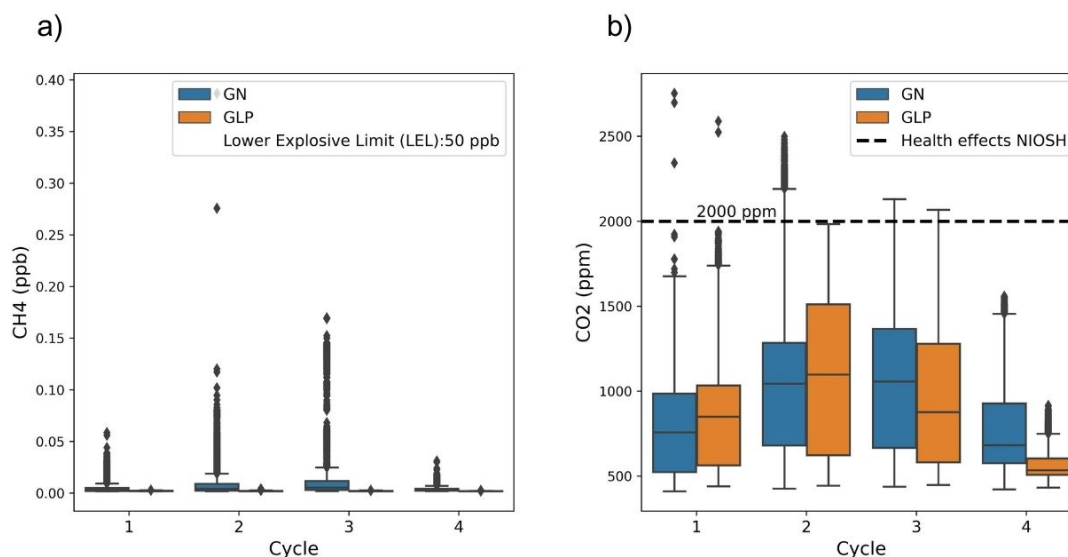 a)
0.40
0.35
0.30
0.25
0.20
0.15
0.10
0.05
0.00
CH4 (ppb)
GN
GLP
Lower Explosive Limit (LEL):50 ppb
1 2 3 4
Cycle
b)
2500
2000
1500
1000
500
CO2 (ppm)
GN
GLP
Health effects NIOSH
2000 ppm
1 2 3 4
Cycle